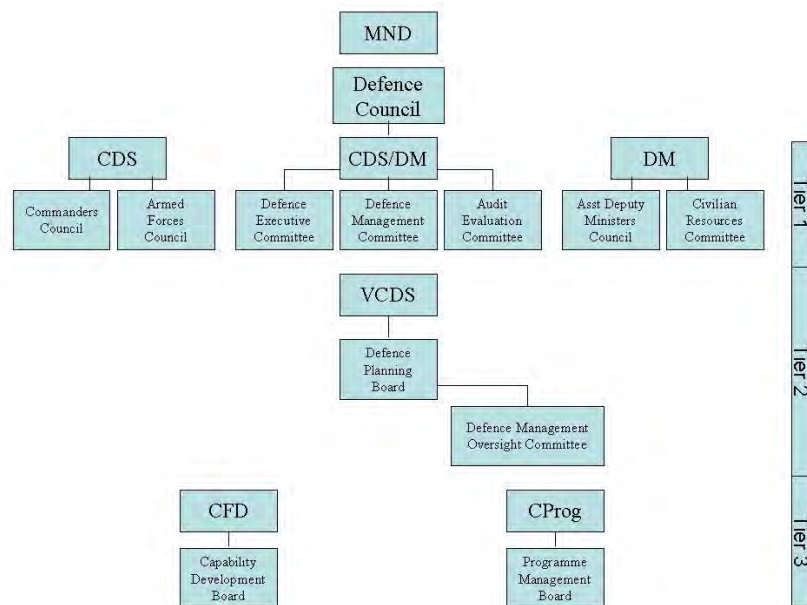 MND
Defence
Council
CDS
CDS/DM
DM
Commanders
Council
Armed
Forces
Council
Defence
Executive
Committee
Defence
Management
Committee
Audit
Evaluation
Committee
Asst Deputy
Ministers
Council
Civilian
Resources
Committee
Tier 1
VCDS
Defence
Planning
Board
Defence Management
Oversight Committee
Tier 2
CFD
CProg
Capability
Development
Board
Programme
Management
Board
Tier 3